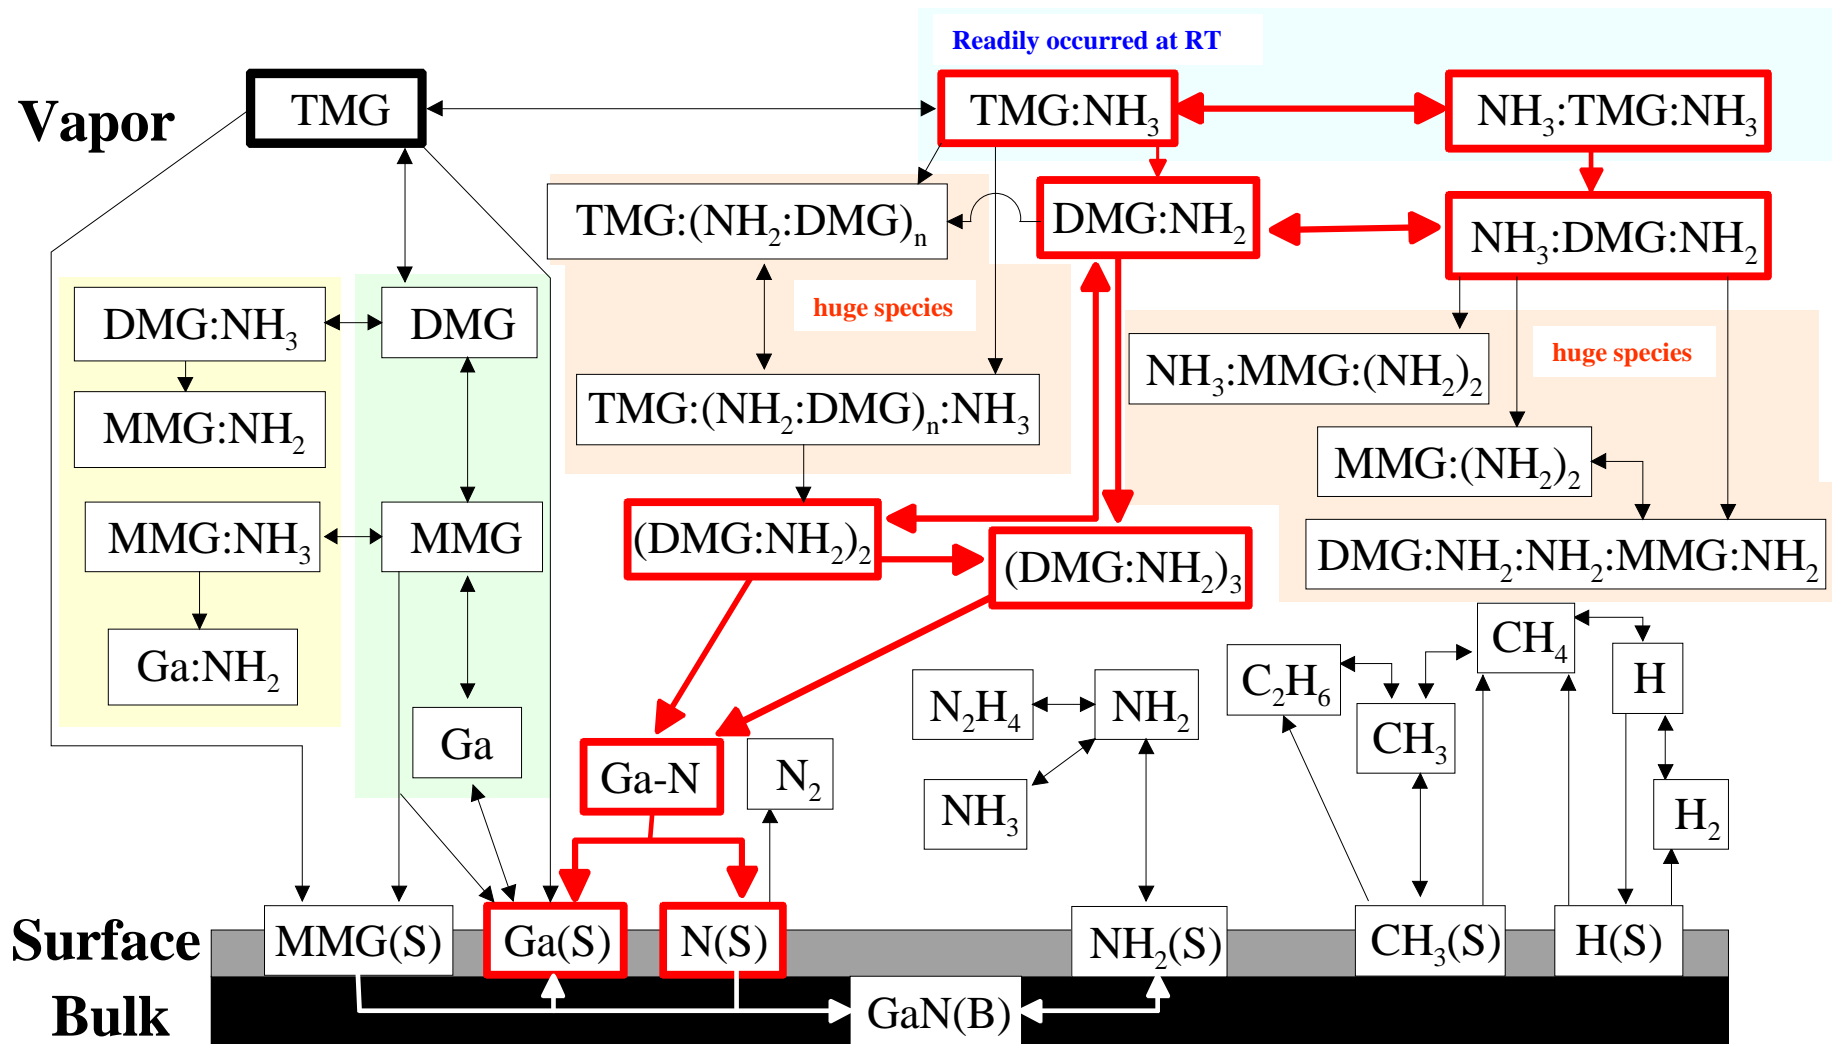 Readily occurred at RT
Vapor
TMG
TMG:NH₃
NH₃:TMG:NH₃
TMG:(NH₂:DMG)ₙ
DMG:NH₂
NH₃:DMG:NH₂
huge species
DMG:NH₃
DMG
NH₃:MMG:(NH₂)₂
huge species
MMG:NH₂
TMG:(NH₂:DMG)ₙ:NH₃
MMG:(NH₂)₂
MMG:NH₃
MMG
(DMG:NH₂)₂
(DMG:NH₂)₃
DMG:NH₂:NH₂:MMG:NH₂
Ga:NH₂
CH₄
C₂H₆
H
N₂H₄
NH₂
Ga
CH₃
Ga-N
N₂
NH₃
H₂
Surface
MMG(S)
Ga(S)
N(S)
NH₂(S)
CH₃(S)
H(S)
Bulk
GaN(B)